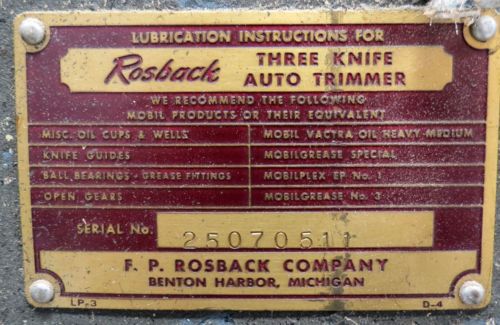 LUBRICATION INSTRUCTIONS FOR
Rosback THREE KNIFE
AUTO TRIMMER
WE RECOMMEND THE FOLLOWING
MOBIL PRODUCTS OR THEIR EQUIVALENT
MISC. OIL CUPS & WELLS MOBIL VACTRA OIL HEAVY-MEDIUM
KNIFE GUIDES MOBILGREASE SPECIAL
BALL BEARINGS - GREASE FITTINGS MOBILPLEX EP No. 1
OPEN GEARS MOBILGREASE No. 3
SERIAL No. 25070511
F. P. ROSBACK COMPANY
BENTON HARBOR, MICHIGAN
LP-3 D-4